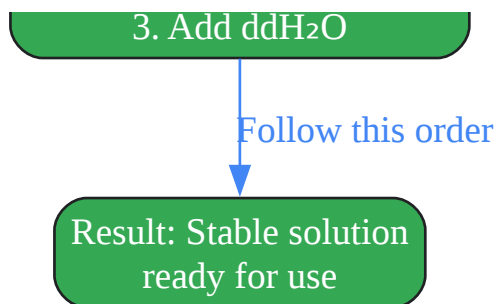 3. Add ddH₂O
Follow this order
Result: Stable solution
ready for use